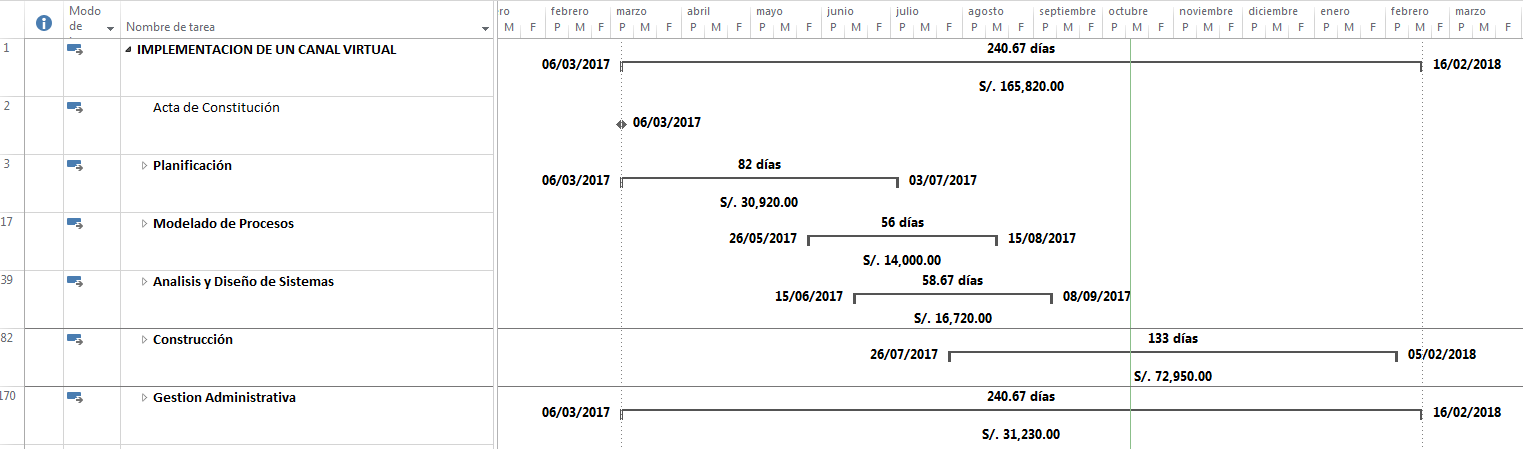 Modo de
Nombre de tarea
ro febrero marzo abril mayo junio julio agosto septiembre octubre noviembre diciembre enero febrero marzo
M F P M F P M F P M F P M F P M F P M F P M F P M F P M F P M F P M F P M F P M F P M F
1 IMPLEMENTACION DE UN CANAL VIRTUAL
240.67 días
06/03/2017 16/02/2018
S/. 165,820.00
2 Acta de Constitución
06/03/2017
3 Planificación
82 días
06/03/2017 03/07/2017
S/. 30,920.00
17 Modelado de Procesos
56 días
26/05/2017 15/08/2017
S/. 14,000.00
39 Analisis y Diseño de Sistemas
58.67 días
15/06/2017 08/09/2017
S/. 16,720.00
82 Construcción
133 días
26/07/2017 05/02/2018
S/. 72,950.00
170 Gestion Administrativa
240.67 días
06/03/2017 16/02/2018
S/. 31,230.00